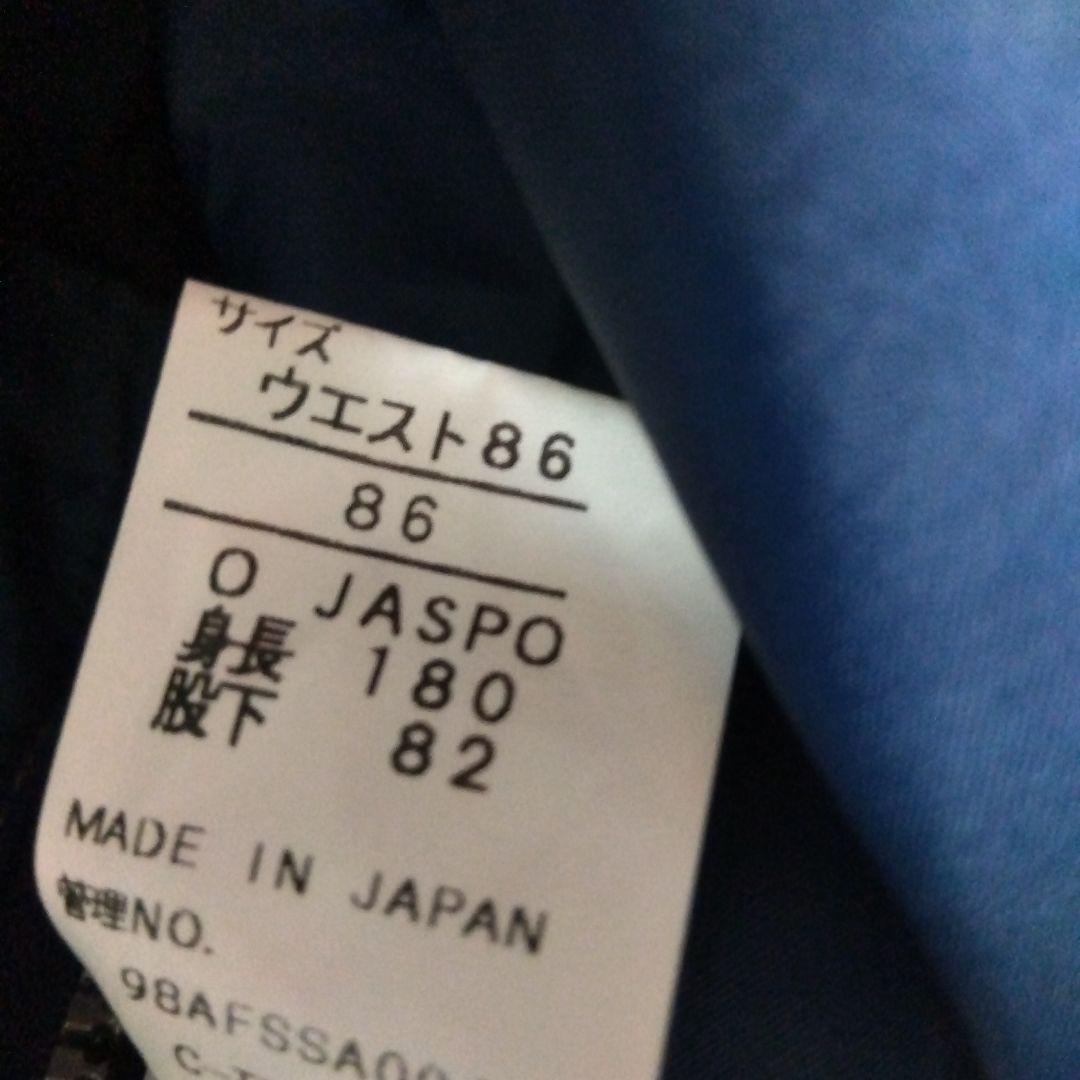 サイズ
ウエスト86
86
O JASPO
身長 180
股下 82
MADE IN JAPAN
管理NO.